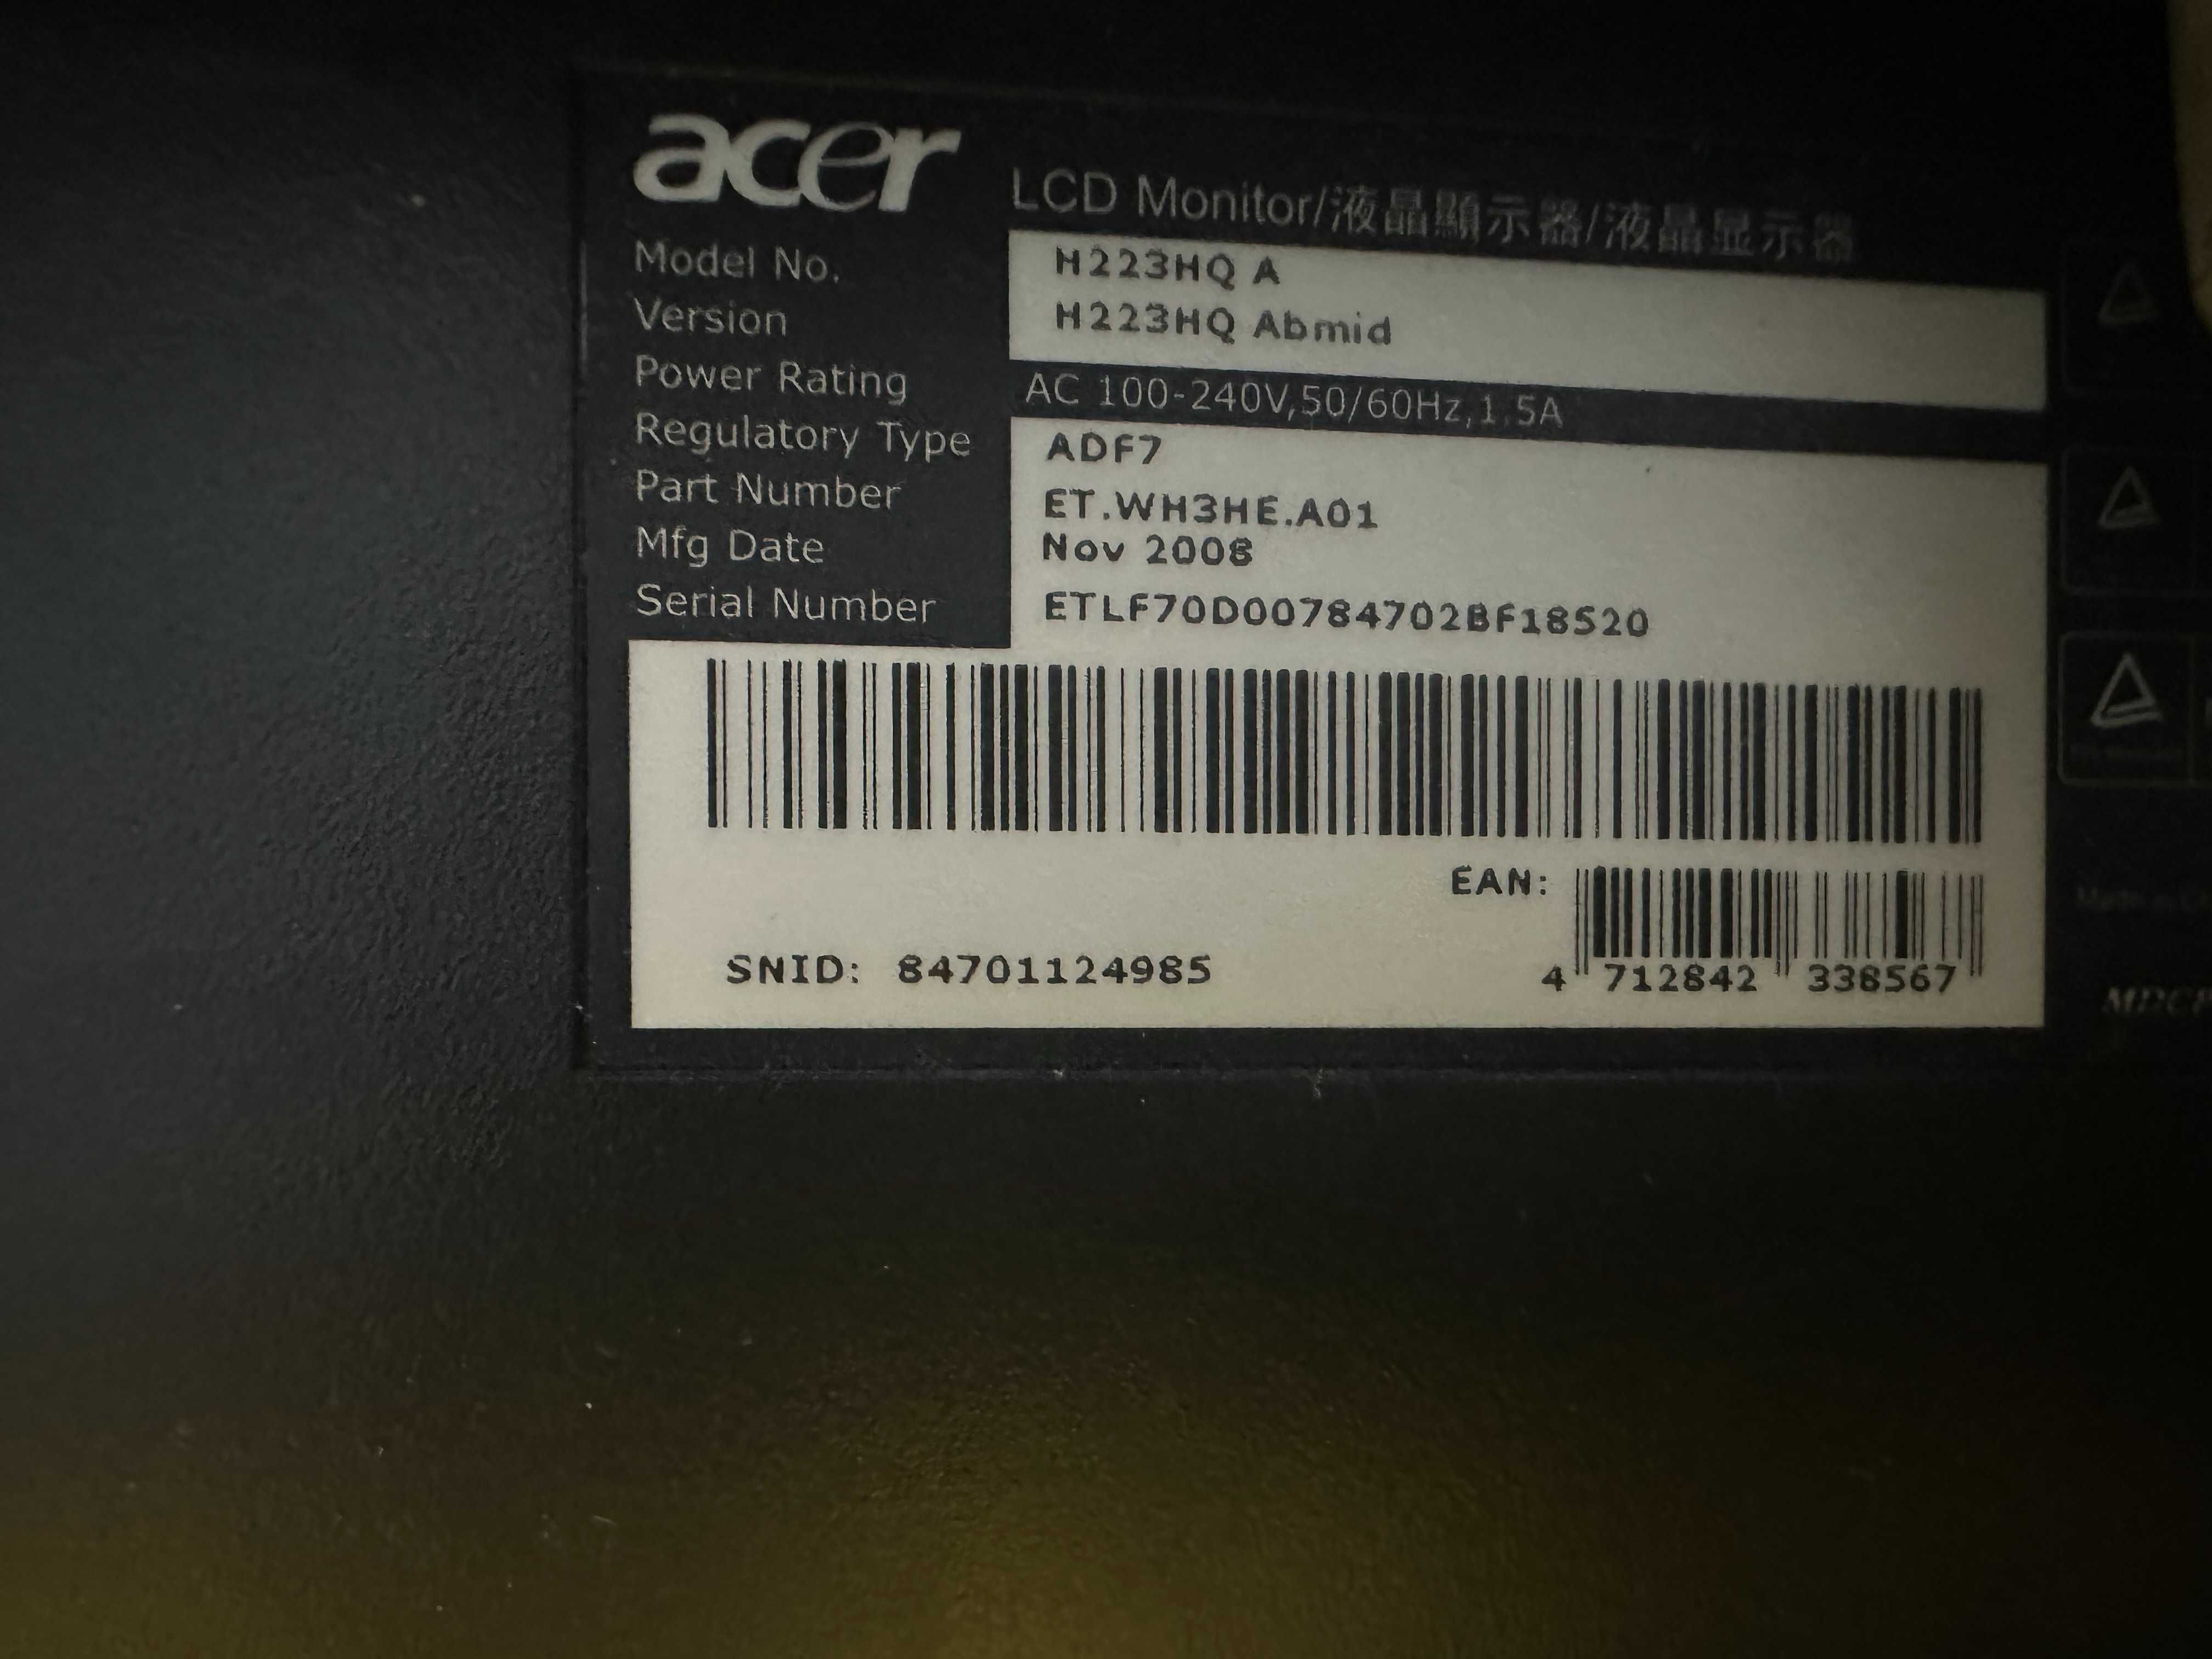 acer LCD Monitor/液晶顯示器/液晶显示器
Model No. H223HQ A
Version H223HQ Abmid
Power Rating AC 100-240V,50/60Hz,1.5A
Regulatory Type ADF7
Part Number ET.WH3HE.A01
Mfg Date Nov 2008
Serial Number ETLF70D00784702BF18520
EAN:
SNID: 84701124985
4 712842 338567